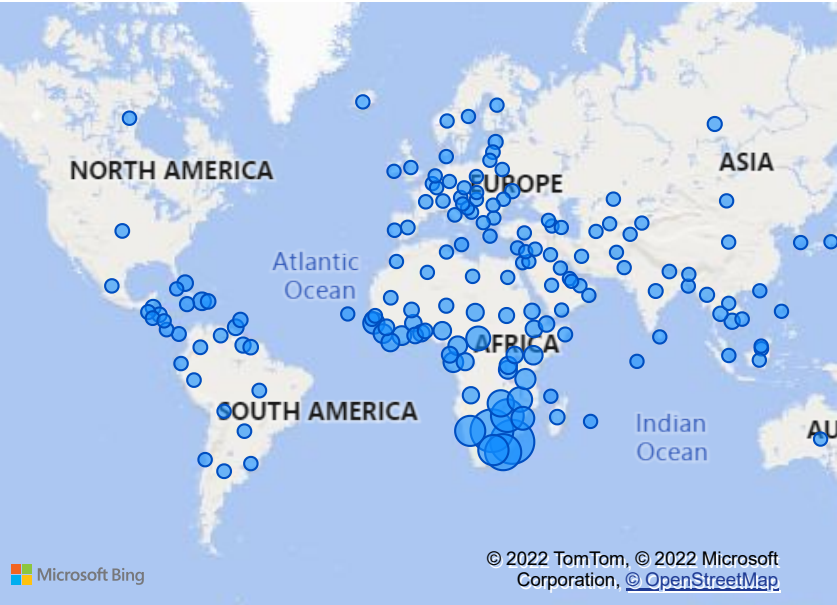 NORTH AMERICA
EUROPE
ASIA
Atlantic
Ocean
AFRICA
SOUTH AMERICA
Indian
Ocean
AU
© 2022 TomTom, © 2022 Microsoft
Corporation, © OpenStreetMap
Microsoft Bing